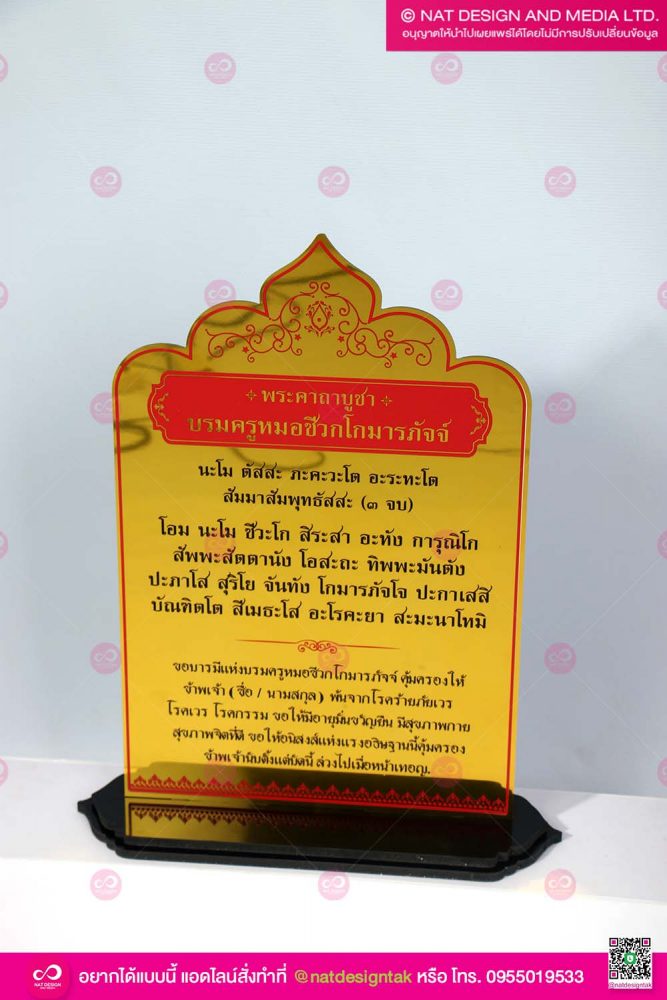 © NAT DESIGN AND MEDIA LTD.
อนุญาตให้นำไปเผยแพร่ได้โดยไม่มีการปรับเปลี่ยนข้อมูล
พระคาถาบูชา
บรมครูหมอชีวกโกมารภัจจ์
นะโม ตัสสะ ภะคะวะโต อะระหะโต
สัมมาสัมพุทธัสสะ (๓ จบ)
โอม นะโม ชีวะโก สิระสา อะหัง การุณิโก
สัพพะสัตตานัง โอสะถะ ทิพพะมันตัง
ปะภาโส สุริโย จันทัง โกมารภัจโจ ปะกาเสสิ
บัณฑิตโต สิเมธะโส อะโรคะยา สะมะนาโหมิ
ขอบารมีแห่งบรมครูหมอชีวกโกมารภัจจ์ คุ้มครองให้
ข้าพเจ้า ( ชื่อ / นามสกุล ) พ้นจากโรคร้ายภัยเวร
โรคเวร โรคกรรม ขอให้มีอายุมั่นขวัญยืน มีสุขภาพกาย
สุขภาพจิตที่ดี ขอให้อนิสงส์แห่งแรงอธิษฐานนี้คุ้มครอง
ข้าพเจ้านับตั้งแต่บัดนี้ ล่วงไปเมื่อหน้าเทอญ.
NAT DESIGN
อยากได้แบบนี้ แอดไลน์สั่งทำที่ @natdesigntak หรือ โทร. 0955019533
@natdesigntak